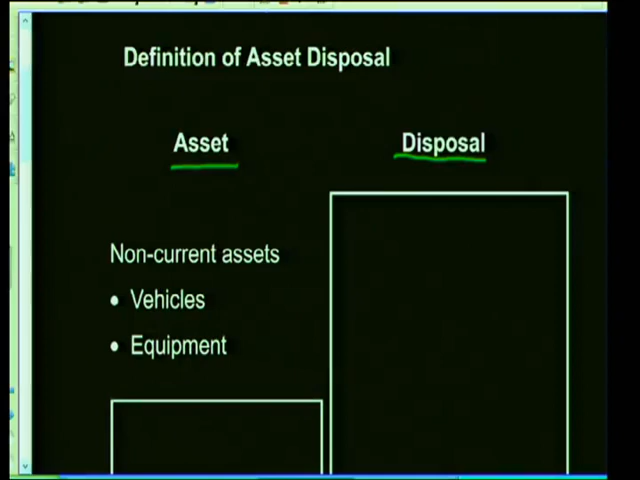 Definition of Asset Disposal
Asset
Disposal
Non-current assets
• Vehicles
• Equipment